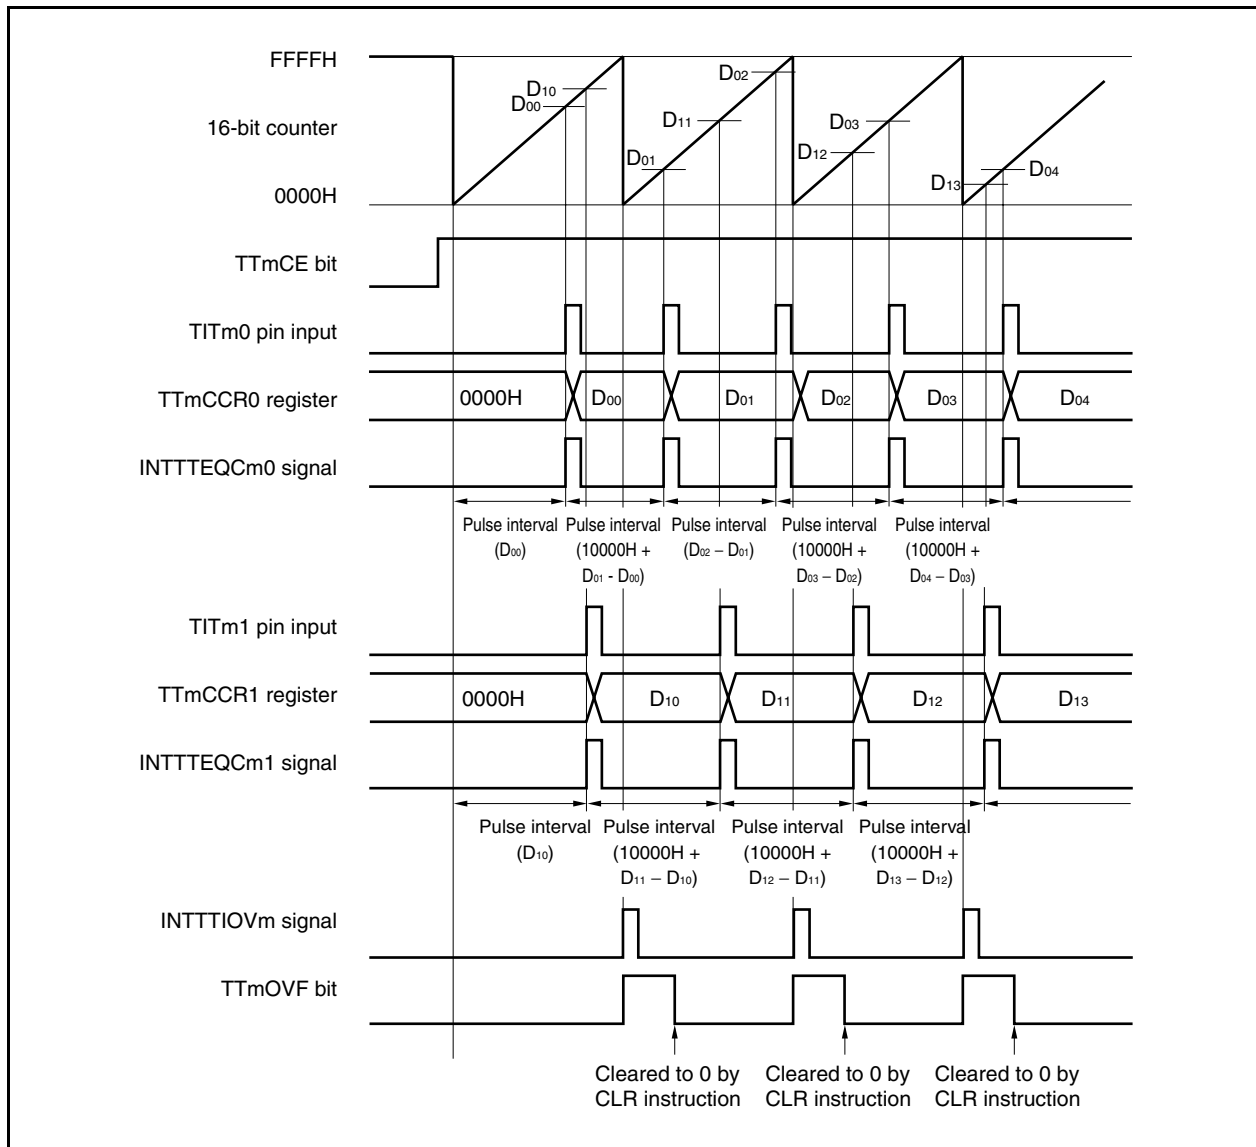 FFFFH
16-bit counter
0000H
D10
D00
D01
D11
D02
D12
D03
D13
D04
TTmCE bit
TITm0 pin input
TTmCCR0 register
0000H
D00
D01
D02
D03
D04
INTTTEQCm0 signal
Pulse interval
(D00)
Pulse interval
(10000H +
D01 - D00)
Pulse interval
(D02 – D01)
Pulse interval
(10000H +
D03 – D02)
Pulse interval
(10000H +
D04 – D03)
TITm1 pin input
TTmCCR1 register
0000H
D10
D11
D12
D13
INTTTEQCm1 signal
Pulse interval
(D10)
Pulse interval
(10000H +
D11 – D10)
Pulse interval
(10000H +
D12 – D11)
Pulse interval
(10000H +
D13 – D12)
INTTTIOVm signal
TTmOVF bit
Cleared to 0 by
CLR instruction
Cleared to 0 by
CLR instruction
Cleared to 0 by
CLR instruction